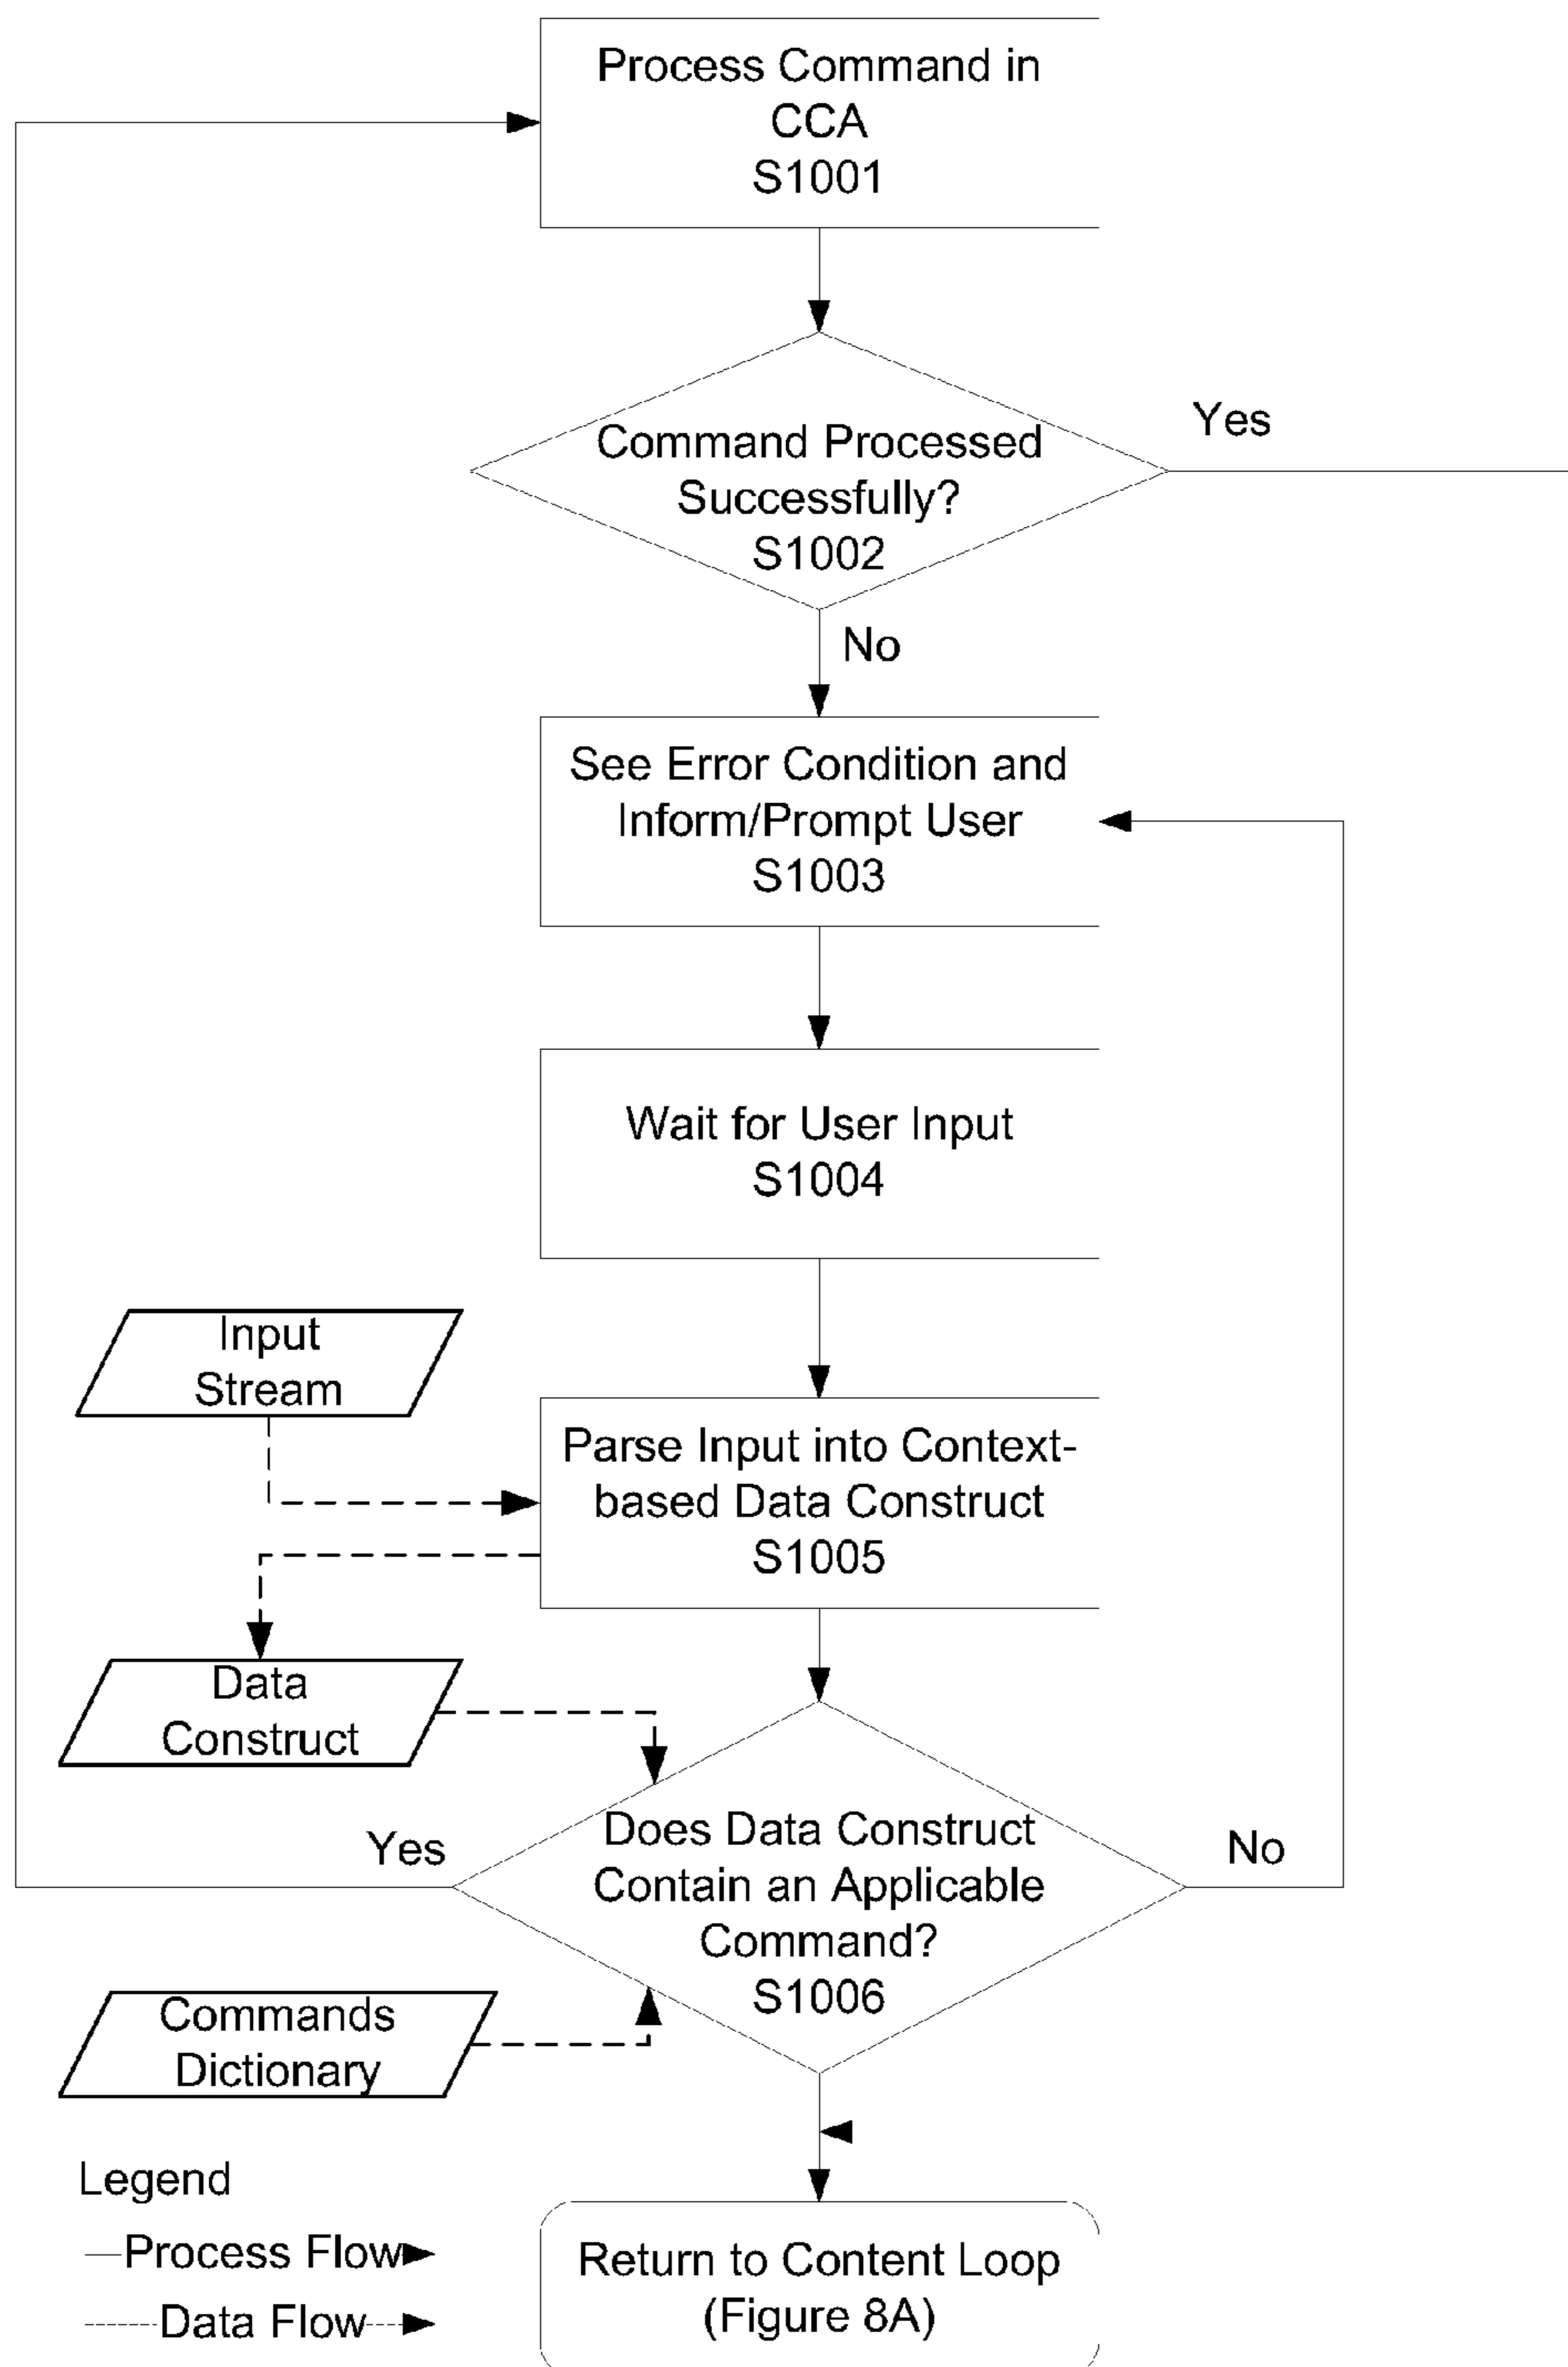 Process Command in
CCA
S1001
Command Processed
Successfully?
S1002
Yes
No
See Error Condition and
Inform/Prompt User
S1003
Wait for User Input
S1004
Input
Stream
Parse Input into Context-
based Data Construct
S1005
Data
Construct
Does Data Construct
Contain an Applicable
Command?
S1006
Yes
No
Commands
Dictionary
Legend
Process Flow
Data Flow
Return to Content Loop
(Figure 8A)